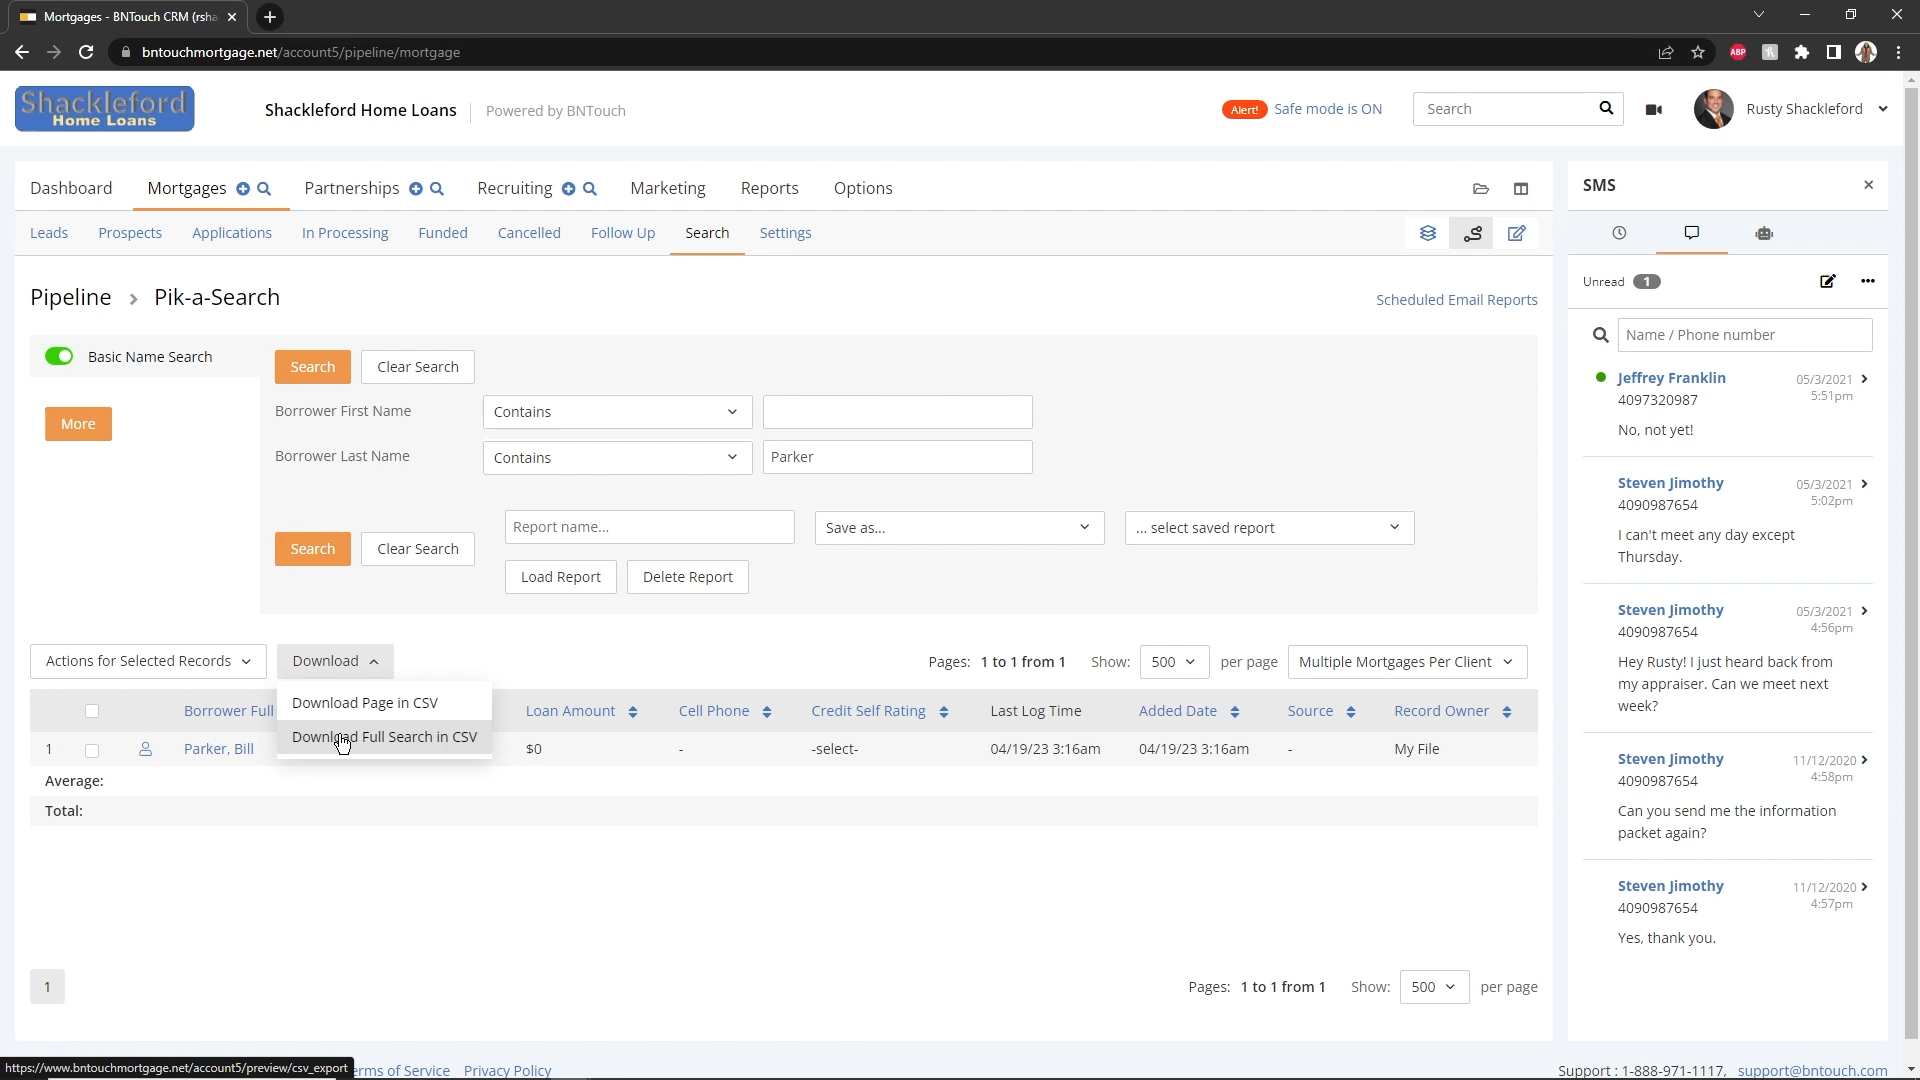 Mortgages - BNTouch CRM (rsha
bntouchmortgage.net/account5/pipeline/mortgage
ABP
Shackleford
Home Loans
Shackleford Home Loans
Powered by BNTouch
Alert! Safe mode is ON
Search
Rusty Shackleford
Dashboard
Mortgages
Partnerships
Recruiting
Marketing
Reports
Options
Leads
Prospects
Applications
In Processing
Funded
Cancelled
Follow Up
Search
Settings
Pipeline > Pik-a-Search
Scheduled Email Reports
Basic Name Search
More
Search
Clear Search
Borrower First Name
Contains
Borrower Last Name
Contains
Parker
Search
Clear Search
Report name...
Save as...
... select saved report
Load Report
Delete Report
Actions for Selected Records
Download
Pages: 1 to 1 from 1
Show: 500 per page
Multiple Mortgages Per Client
Download Page in CSV
Download Full Search in CSV
Borrower Full
Loan Amount
Cell Phone
Credit Self Rating
Last Log Time
Added Date
Source
Record Owner
1
Parker, Bill
$0
-
-select-
04/19/23 3:16am
04/19/23 3:16am
-
My File
Average:
Total:
1
Pages: 1 to 1 from 1
Show: 500 per page
SMS
Unread 1
Name / Phone number
Jeffrey Franklin
05/3/2021
4097320987
5:51pm
No, not yet!
Steven Jimothy
05/3/2021
4090987654
5:02pm
I can't meet any day except
Thursday.
Steven Jimothy
05/3/2021
4090987654
4:56pm
Hey Rusty! I just heard back from
my appraiser. Can we meet next
week?
Steven Jimothy
11/12/2020
4090987654
4:58pm
Can you send me the information
packet again?
Steven Jimothy
11/12/2020
4090987654
4:57pm
Yes, thank you.
https://www.bntouchmortgage.net/account5/preview/csv_export
erms of Service
Privacy Policy
Support : 1-888-971-1117, support@bntouch.com